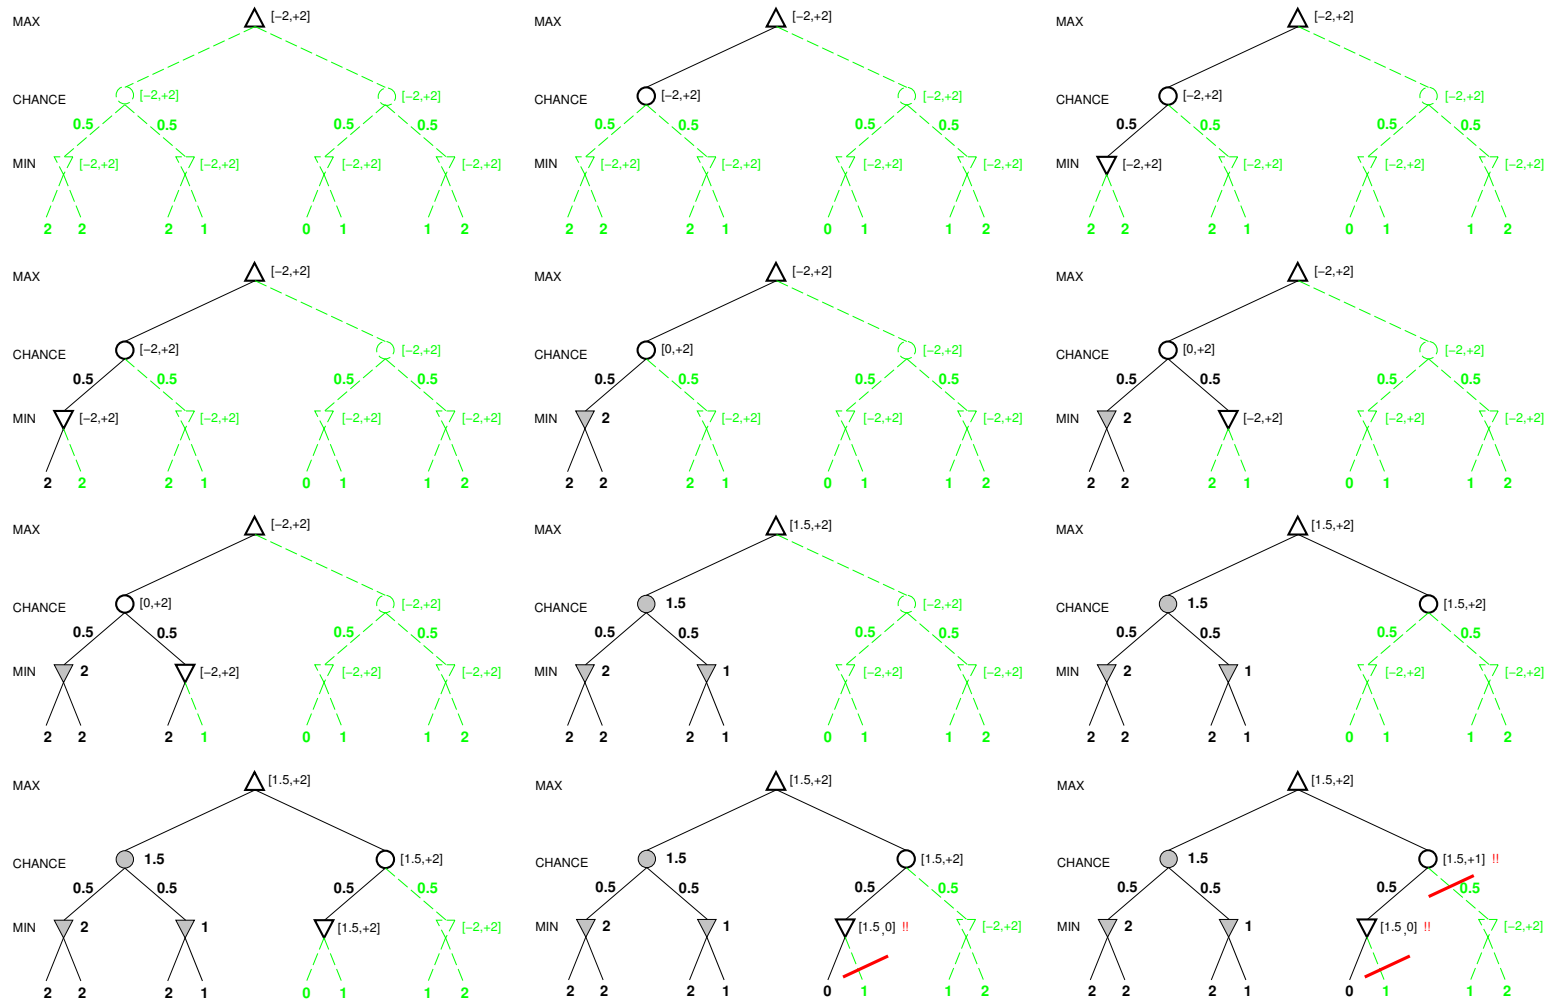 MAX [−2,+2] MAX [−2,+2] MAX [−2,+2]
CHANCE [−2,+2] [−2,+2] CHANCE [−2,+2] [−2,+2] CHANCE [−2,+2] [−2,+2]
0.5 0.5 0.5 0.5 0.5 0.5 0.5 0.5 0.5 0.5 0.5 0.5
MIN [−2,+2] [−2,+2] [−2,+2] [−2,+2] MIN [−2,+2] [−2,+2] [−2,+2] [−2,+2] MIN [−2,+2] [−2,+2] [−2,+2] [−2,+2]
2 2 2 1 0 1 1 2 2 2 2 1 0 1 1 2 2 2 2 1 0 1 1 2
MAX [−2,+2] MAX [−2,+2] MAX [−2,+2]
CHANCE [−2,+2] [−2,+2] CHANCE [0,+2] [−2,+2] CHANCE [0,+2] [−2,+2]
0.5 0.5 0.5 0.5 0.5 0.5 0.5 0.5 0.5 0.5 0.5 0.5
MIN [−2,+2] [−2,+2] [−2,+2] [−2,+2] MIN 2 [−2,+2] [−2,+2] [−2,+2] MIN 2 [−2,+2] [−2,+2] [−2,+2]
2 2 2 1 0 1 1 2 2 2 2 1 0 1 1 2 2 2 2 1 0 1 1 2
MAX [−2,+2] MAX [1.5,+2] MAX [1.5,+2]
CHANCE [0,+2] [−2,+2] CHANCE 1.5 [−2,+2] CHANCE 1.5 [1.5,+2]
0.5 0.5 0.5 0.5 0.5 0.5 0.5 0.5 0.5 0.5 0.5 0.5
MIN 2 [−2,+2] [−2,+2] [−2,+2] MIN 2 1 [−2,+2] [−2,+2] MIN 2 1 [−2,+2] [−2,+2]
2 2 2 1 0 1 1 2 2 2 2 1 0 1 1 2 2 2 2 1 0 1 1 2
MAX [1.5,+2] MAX [1.5,+2] MAX [1.5,+2]
CHANCE 1.5 [1.5,+2] CHANCE 1.5 [1.5,+2] CHANCE 1.5 [1.5,+1] !!
0.5 0.5 0.5 0.5 0.5 0.5 0.5 0.5 0.5 0.5 0.5 0.5
MIN 2 1 [1.5,+2] [−2,+2] MIN 2 1 [1.5,0] !! [−2,+2] MIN 2 1 [1.5,0] !! [−2,+2]
2 2 2 1 0 1 1 2 2 2 2 1 0 1 1 2 2 2 2 1 0 1 1 2